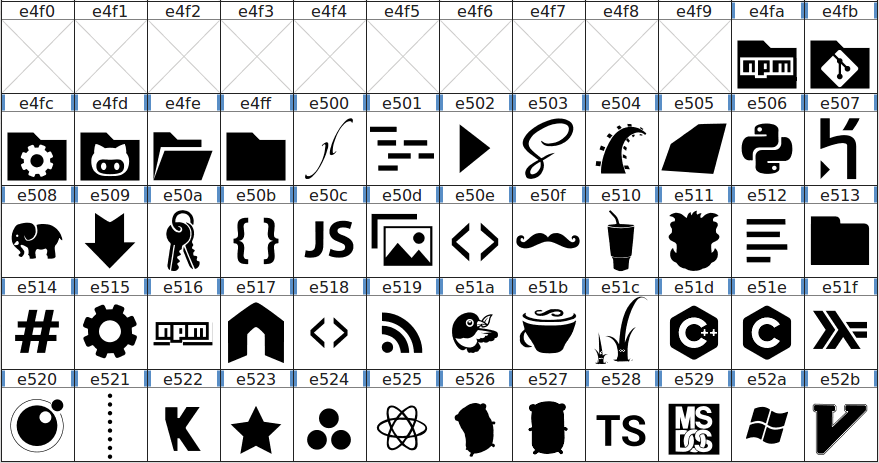 e4f0 e4f1 e4f2 e4f3 e4f4 e4f5 e4f6 e4f7 e4f8 e4f9 e4fa e4fb
npm
e4fc e4fd e4fe e4ff e500 e501 e502 e503 e504 e505 e506 e507
e508 e509 e50a e50b e50c e50d e50e e50f e510 e511 e512 e513
{} JS <>
e514 e515 e516 e517 e518 e519 e51a e51b e51c e51d e51e e51f
# npm <> C++ C
e520 e521 e522 e523 e524 e525 e526 e527 e528 e529 e52a e52b
K TS MS DOS V